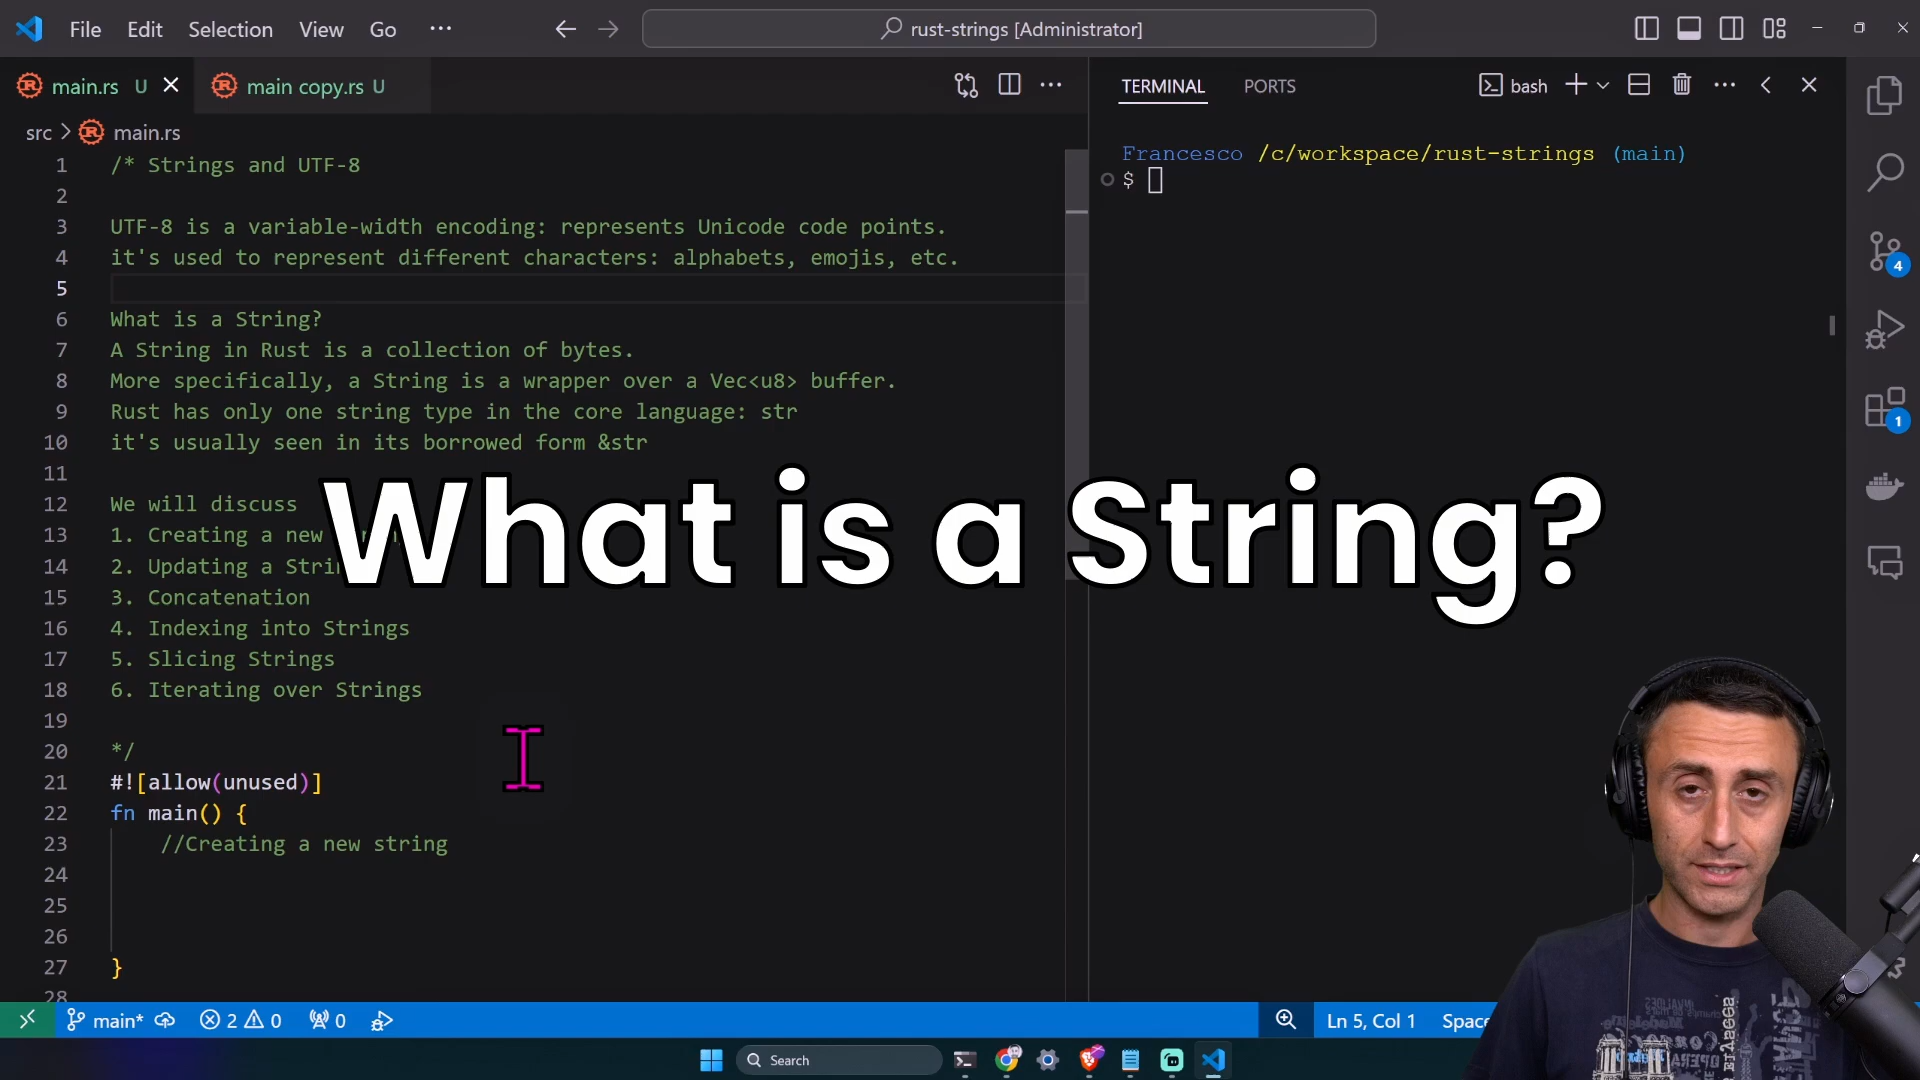 File Edit Selection View Go ...
rust-strings [Administrator]
main.rs U
main copy.rs U
TERMINAL PORTS
bash
src > main.rs
1 /* Strings and UTF-8
2
3 UTF-8 is a variable-width encoding: represents Unicode code points.
4 it's used to represent different characters: alphabets, emojis, etc.
5
6 What is a String?
7 A String in Rust is a collection of bytes.
8 More specifically, a String is a wrapper over a Vec<u8> buffer.
9 Rust has only one string type in the core language: str
10 it's usually seen in its borrowed form &str
11
12 We will discuss
13 1. Creating a new
14 2. Updating a
15 3. Concatenation
16 4. Indexing into Strings
17 5. Slicing Strings
18 6. Iterating over Strings
19
20 */
21 #![allow(unused)]
22 fn main() {
23 //Creating a new string
24
25
26
27 }
28
Francesco /c/workspace/rust-strings (main)
$
What is a String?
4
1
main* 2 0 0
Ln 5, Col 1
Search